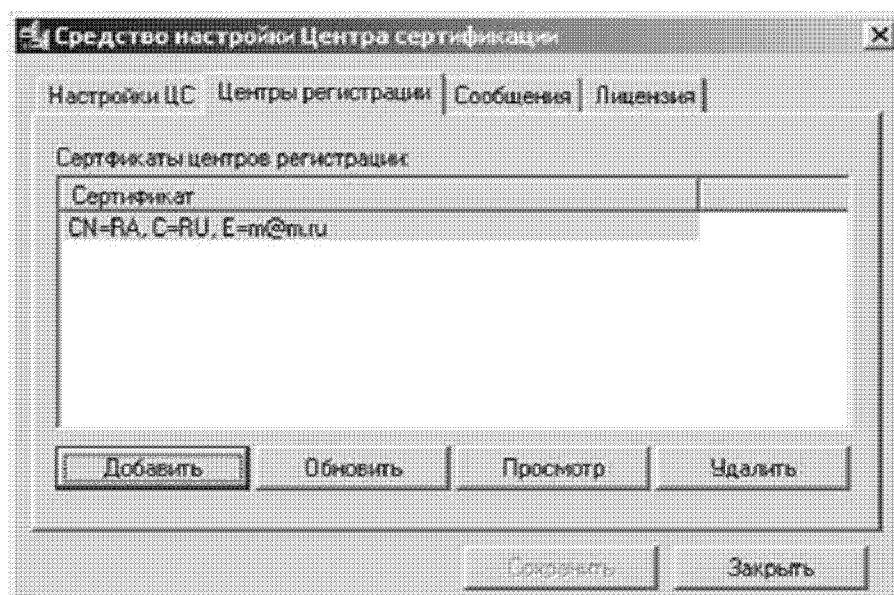 Средство настройки Центра сертификации
Настройки ЦС Центры регистрации Сообщения Лицензия
Сертфикаты центров регистрации:
Сертификат
CN=RA, C=RU, E=m@m.ru
Добавить Обновить Просмотр Удалить
Сохранить Закрыть